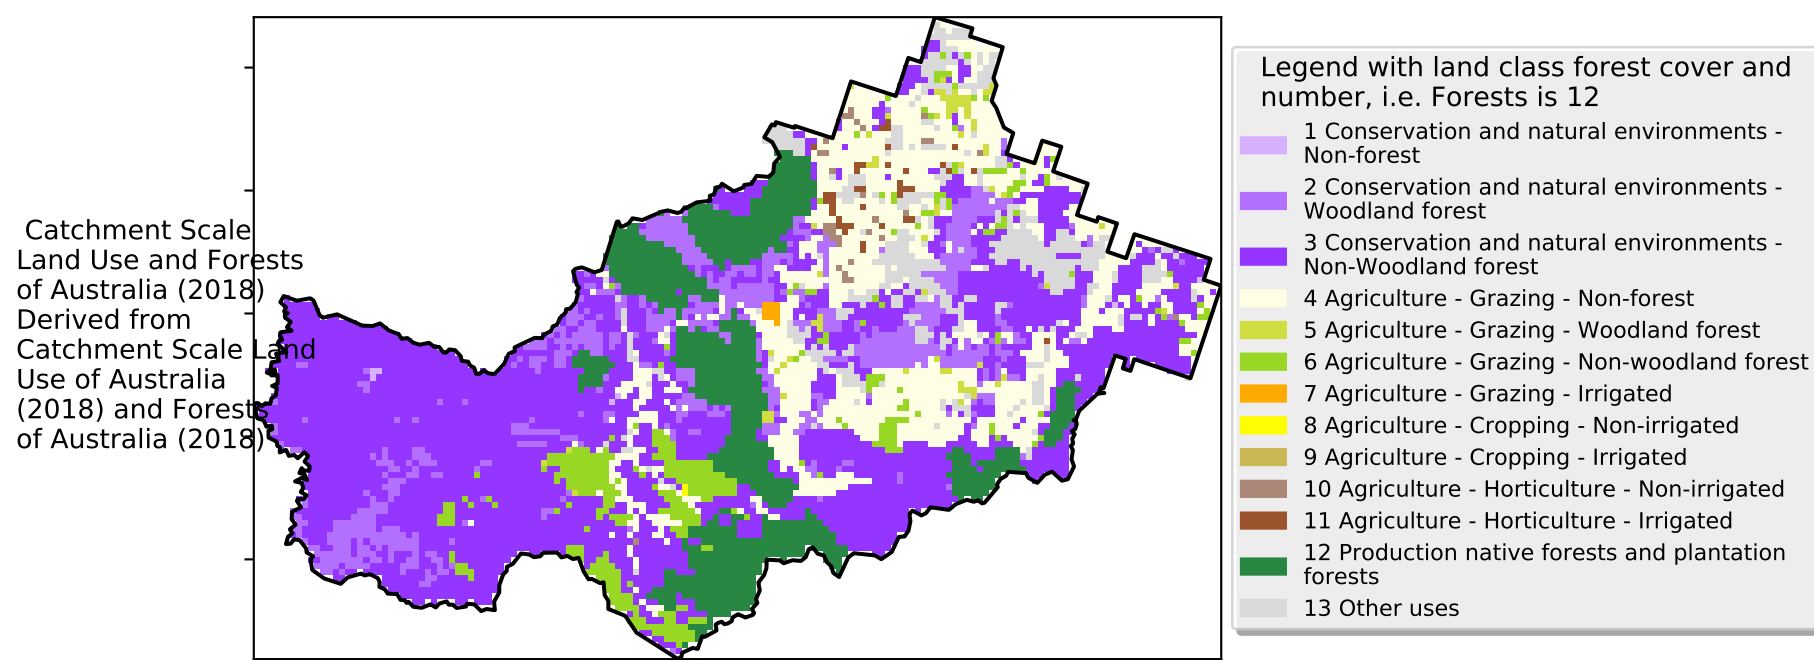 Catchment Scale
Land Use and Forests
of Australia (2018)
Derived from
Catchment Scale Land
Use of Australia
(2018) and Forests
of Australia (2018)
Legend with land class forest cover and
number, i.e. Forests is 12
1 Conservation and natural environments -
Non-forest
2 Conservation and natural environments -
Woodland forest
3 Conservation and natural environments -
Non-Woodland forest
4 Agriculture - Grazing - Non-forest
5 Agriculture - Grazing - Woodland forest
6 Agriculture - Grazing - Non-woodland forest
7 Agriculture - Grazing - Irrigated
8 Agriculture - Cropping - Non-irrigated
9 Agriculture - Cropping - Irrigated
10 Agriculture - Horticulture - Non-irrigated
11 Agriculture - Horticulture - Irrigated
12 Production native forests and plantation
forests
13 Other uses